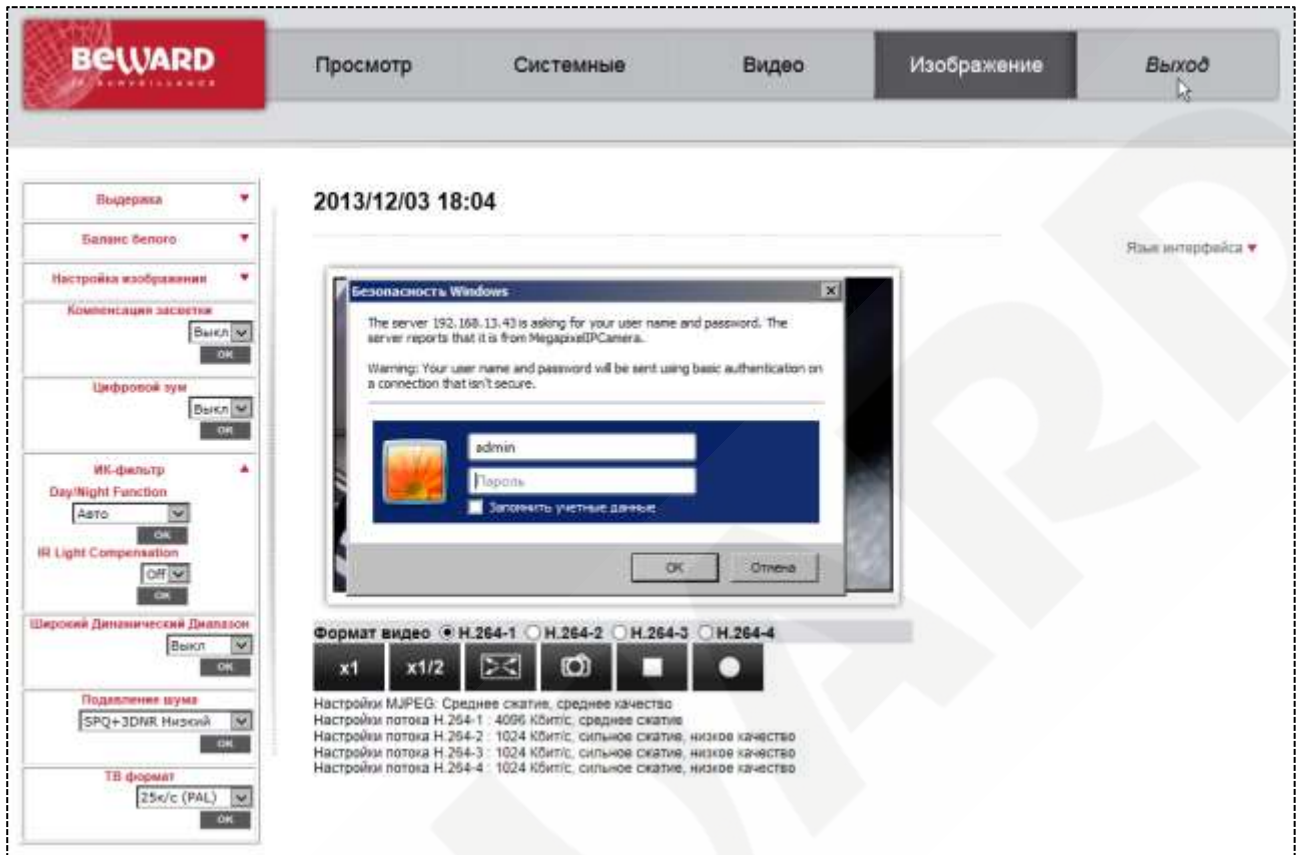 BEWARD
IP SURVEILLANCE
Просмотр
Системные
Видео
Изображение
Выход
Выдержка
Баланс белого
Настройка изображения
Компенсация засветки
Выкл
OK
Цифровой зум
Выкл
OK
ИК-фильтр
Day/Night Function
Авто
OK
IR Light Compensation
Off
OK
Широкий Динамический Диапазон
Выкл
OK
Подавление шума
SPQ+3DNR Низкий
OK
ТВ формат
25к/с (PAL)
OK
2013/12/03 18:04
Язык интерфейса
Безопасность Windows
The server 192.168.13.43 is asking for your user name and password. The
server reports that it is from MegapixelIPCamera.
Warning: Your user name and password will be sent using basic authentication on
a connection that isn't secure.
admin
Пароль
Запомнить учетные данные
OK
Отмена
Формат видео H.264-1 H.264-2 H.264-3 H.264-4
x1
x1/2
Настройки MJPEG: Среднее сжатие, среднее качество
Настройки потока H.264-1 : 4096 Кбит/с, среднее сжатие
Настройки потока H.264-2 : 1024 Кбит/с, сильное сжатие, низкое качество
Настройки потока H.264-3 : 1024 Кбит/с, сильное сжатие, низкое качество
Настройки потока H.264-4 : 1024 Кбит/с, сильное сжатие, низкое качество